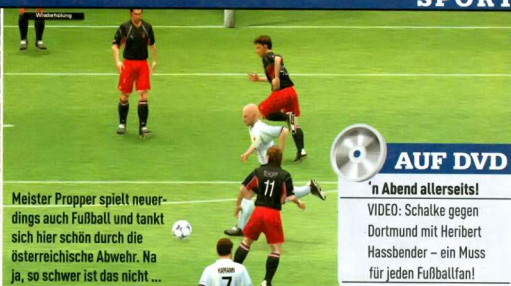 SPORT
Wiederholung
Meister Propper spielt neuer-
dings auch Fußball und tankt
sich hier schön durch die
österreichische Abwehr. Na
ja, so schwer ist das nicht ...
11
HAMANN
7
AUF DVD
'n Abend allerseits!
VIDEO: Schalke gegen
Dortmund mit Heribert
Hassbender – ein Muss
für jeden Fußballfan!